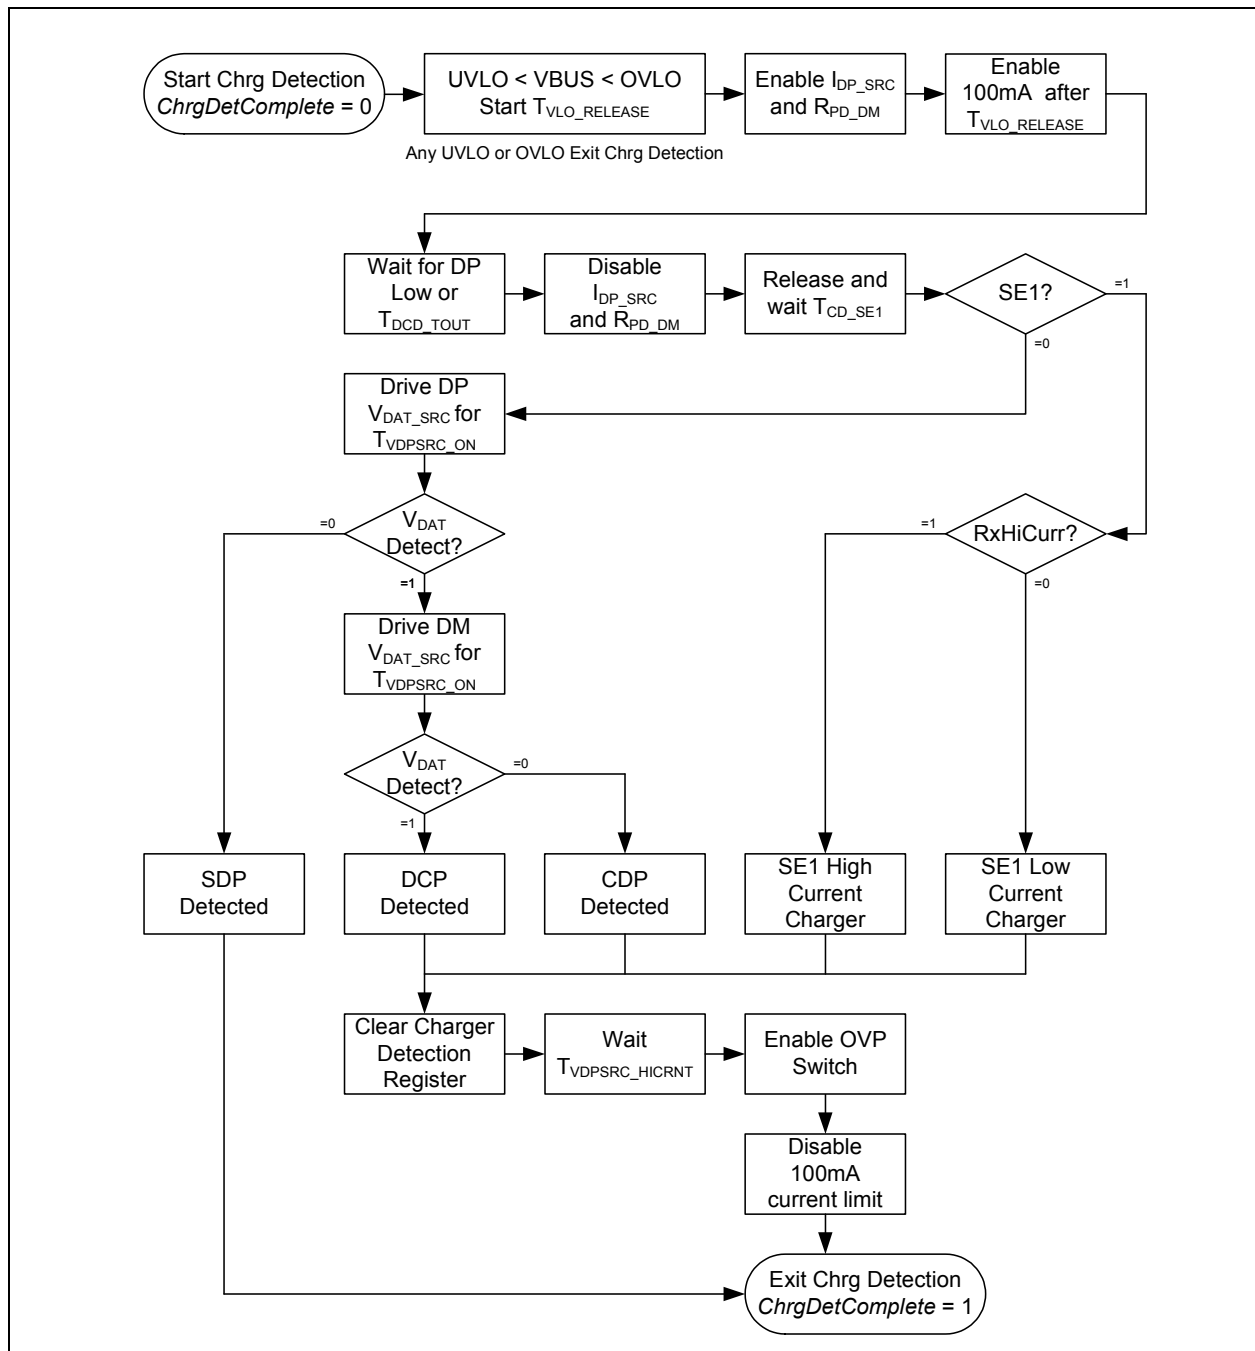 Start Chrg Detection
ChrgDetComplete = 0
UVLO < VBUS < OVLO
Start TVLO_RELEASE
Enable IDP_SRC
and RPD_DM
Enable
100mA after
TVLO_RELEASE
Any UVLO or OVLO Exit Chrg Detection
Wait for DP
Low or
TDCD_TOUT
Disable
IDP_SRC
and RPD_DM
Release and
wait TCD_SE1
SE1?
=1
=0
Drive DP
VDAT_SRC for
TVDPSRC_ON
VDAT
Detect?
=0
=1
RxHiCurr?
=1
=0
Drive DM
VDAT_SRC for
TVDPSRC_ON
VDAT
Detect?
=0
=1
SDP
Detected
DCP
Detected
CDP
Detected
SE1 High
Current
Charger
SE1 Low
Current
Charger
Clear Charger
Detection
Register
Wait
TVDPSRC_HICRNT
Enable OVP
Switch
Disable
100mA
current limit
Exit Chrg Detection
ChrgDetComplete = 1